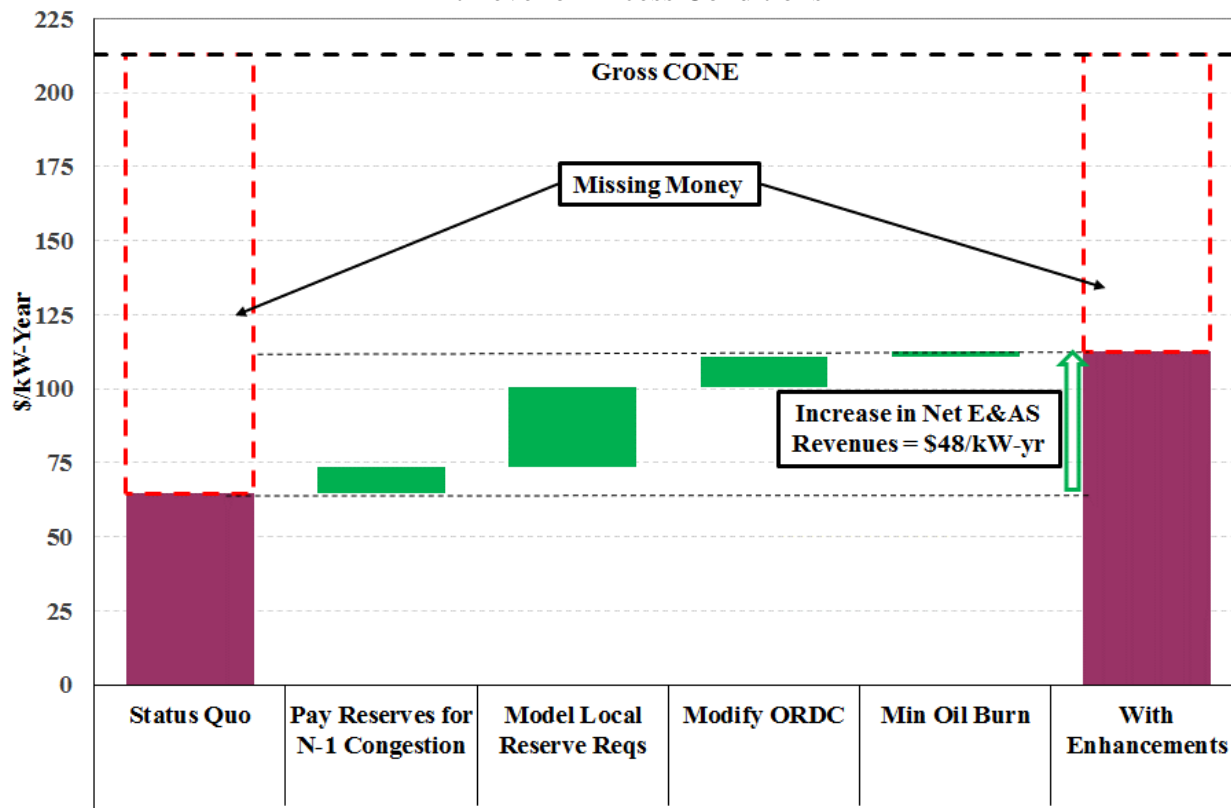 225
200
175
150
125
100
75
50
25
0
$/kW-Year
Gross CONE
Missing Money
Increase in Net E&AS
Revenues = $48/kW-yr
Status Quo
Pay Reserves for
N-1 Congestion
Model Local
Reserve Reqs
Modify ORDC
Min Oil Burn
With
Enhancements